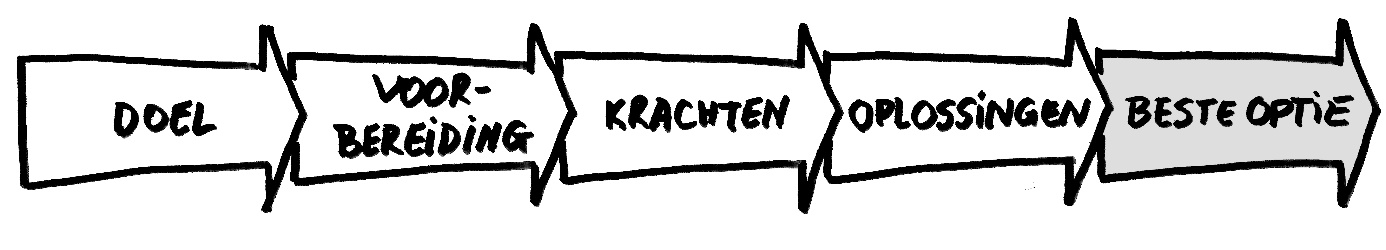 DOEL
VOOR-
BEREIDING
KRACHTEN
OPLOSSINGEN
BESTE OPTIE